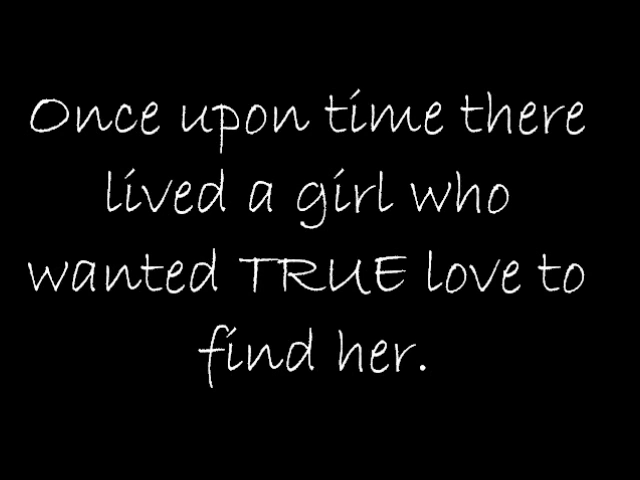 Once upon time there
lived a girl who
wanted TRUE love to
find her.